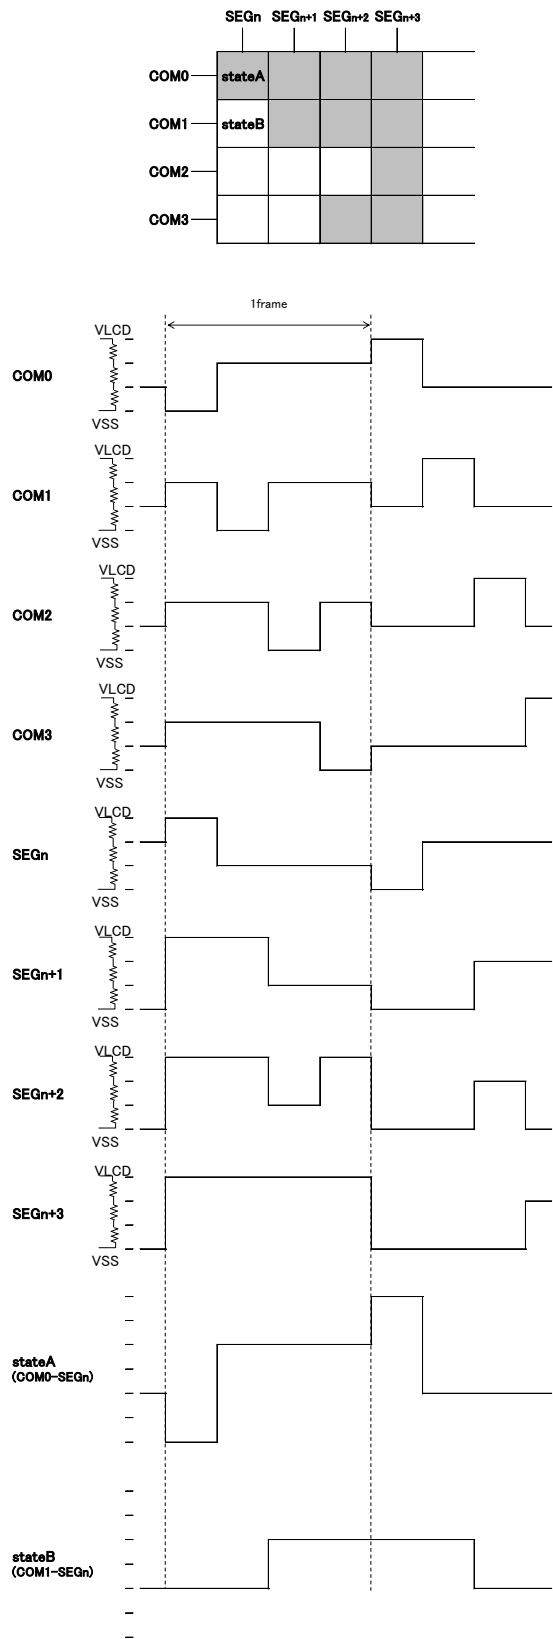 SEGn SEGn+1 SEGn+2 SEGn+3
COM0 stateA
COM1 stateB
COM2
COM3
1frame
VLCD
COM0
VSS
VLCD
COM1
VSS
VLCD
COM2
VSS
VLCD
COM3
VSS
VLCD
SEGn
VSS
VLCD
SEGn+1
VSS
VLCD
SEGn+2
VSS
VLCD
SEGn+3
VSS
stateA
(COM0-SEGn)
stateB
(COM1-SEGn)